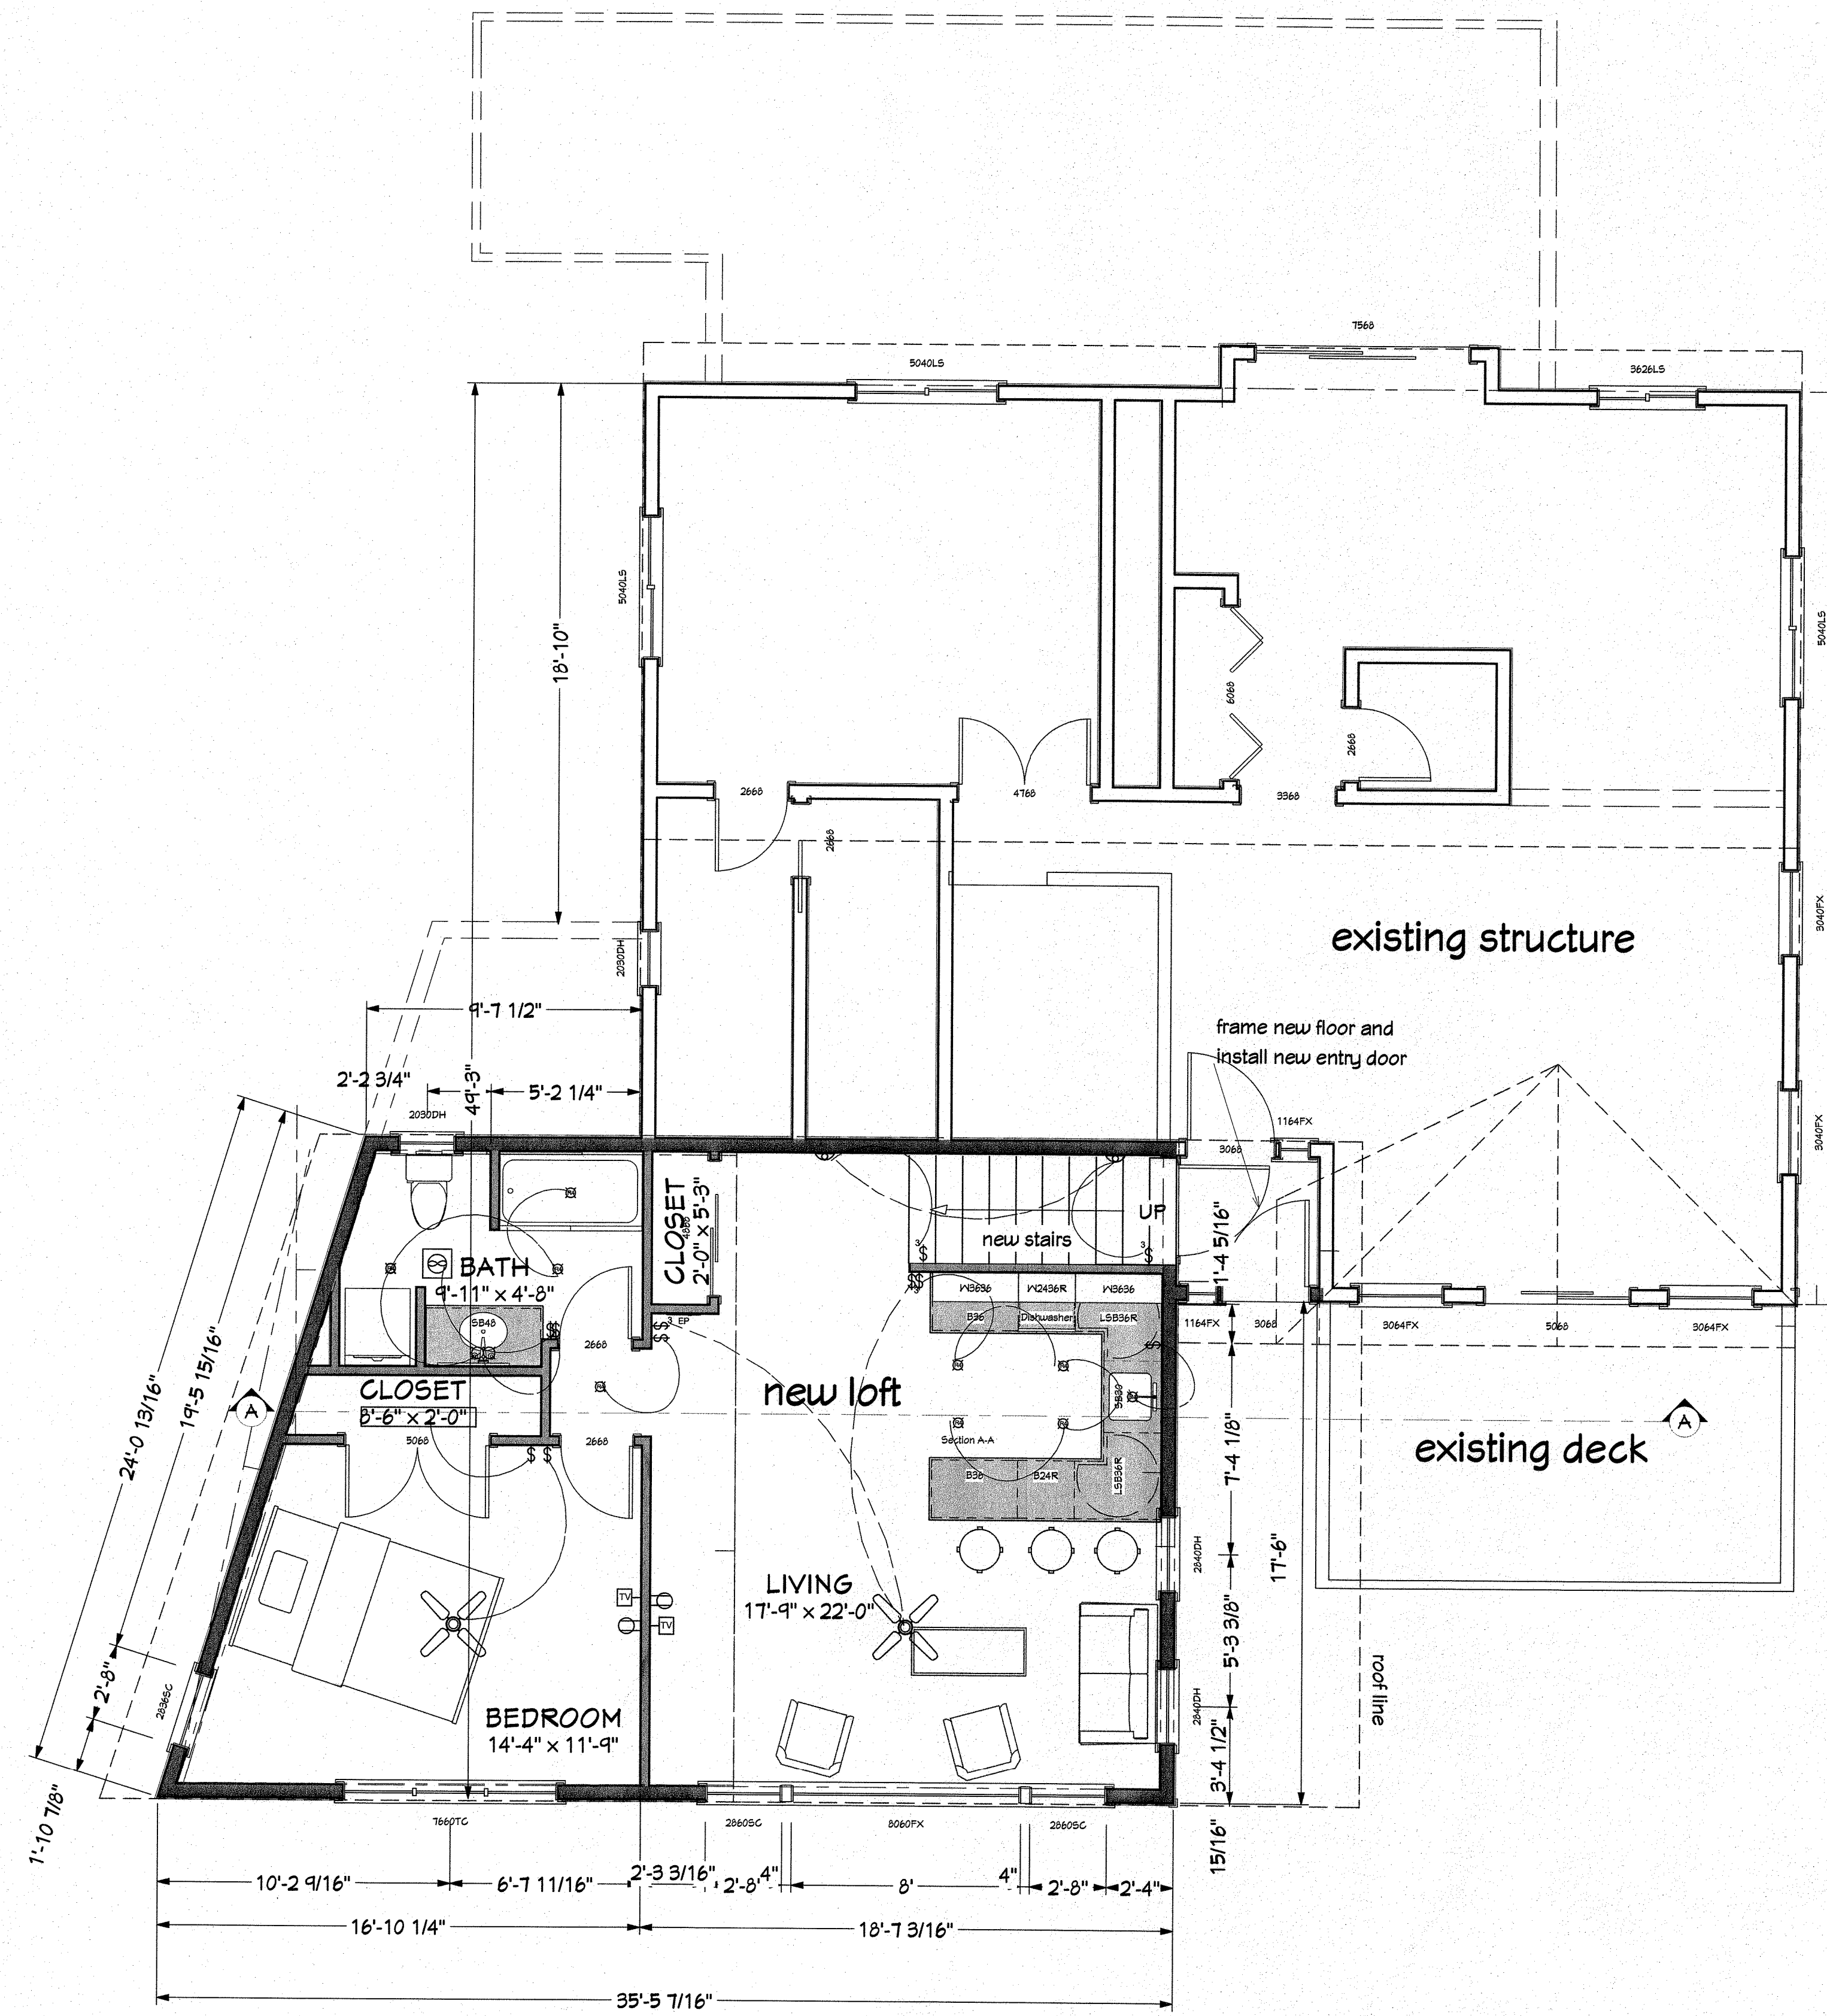 7568
5040LS
3626LS
5040LS
5040LS
18'-10"
6068
2668
2668
4768
3368
2668
3040FX
existing structure
2030DH
9'-7 1/2"
frame new floor and
install new entry door
2'-2 3/4"
49'-3"
5'-2 1/4"
2030DH
1164FX
3040FX
3068
CLOSET
2'-0" x 5'-3"
4868
UP
new stairs
3
$
3
$
1'-4 5/16"
BATH
9'-11" x 4'-8"
W3636
W2436R
W3636
SB48
B36
Dishwasher
LSB36R
3 EP
$
$
1164FX
3068
3064FX
5068
3064FX
2668
24'-0 13/16"
19'-5 15/16"
A
CLOSET
8'-6" x 2'-0"
new loft
SB30
A
5068
2668
Section A-A
7'-4 1/8"
existing deck
B36
B24R
LSB36R
$ $
2840DH
17'-6"
LIVING
17'-9" x 22'-0"
TV
TV
5'-3 3/8"
2'-8"
2836SC
roof line
2840DH
BEDROOM
14'-4" x 11'-9"
3'-4 1/2"
1'-10 7/8"
7660TC
2860SC
8060FX
2860SC
15/16"
10'-2 9/16"
6'-7 11/16"
2'-3 3/16"
2'-8"
4"
8'
4"
2'-8"
2'-4"
16'-10 1/4"
18'-7 3/16"
35'-5 7/16"